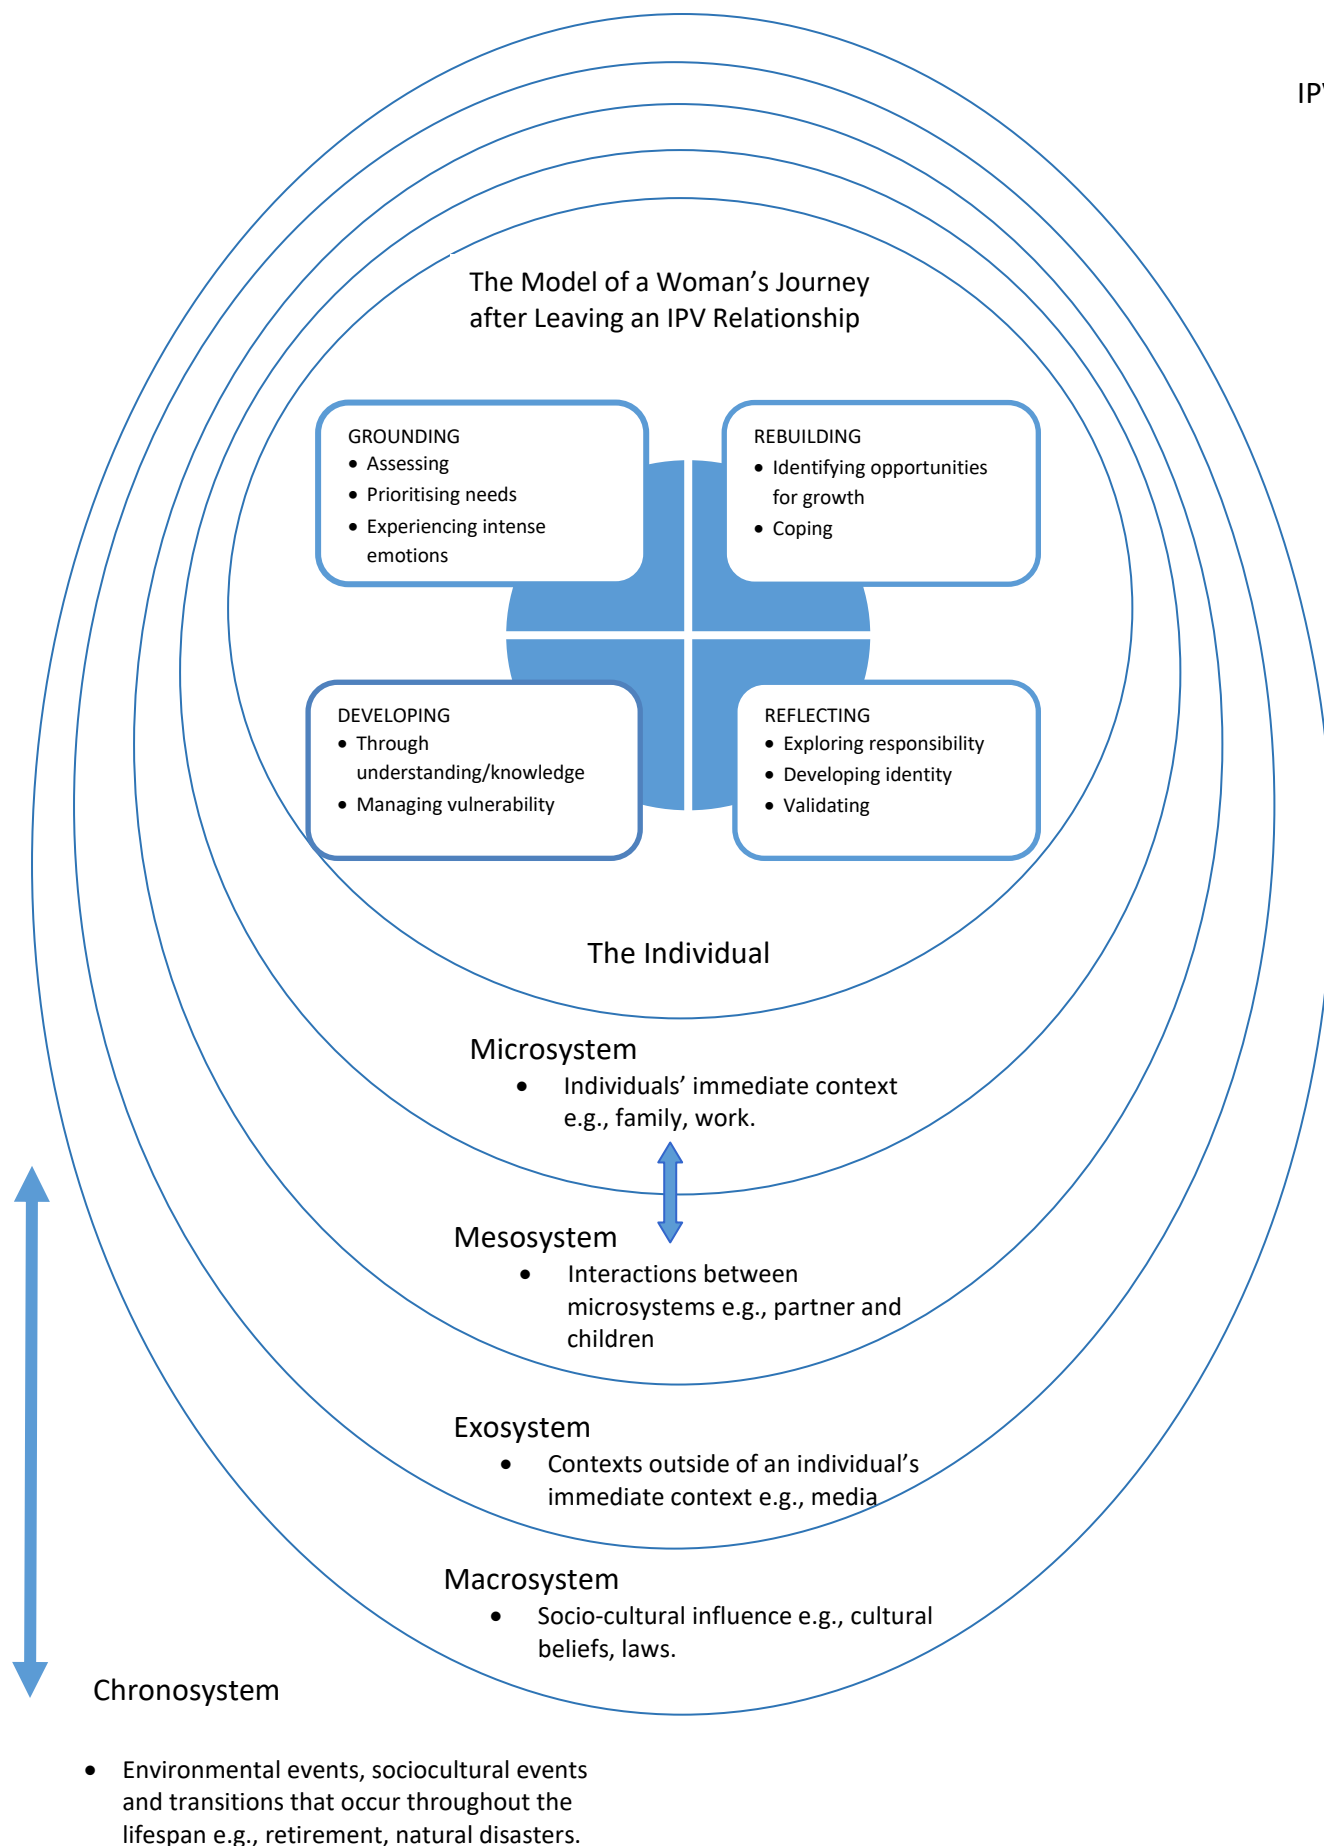 IPV
The Model of a Woman’s Journey
after Leaving an IPV Relationship
GROUNDING
• Assessing
• Prioritising needs
• Experiencing intense
emotions
REBUILDING
• Identifying opportunities
for growth
• Coping
DEVELOPING
• Through
understanding/knowledge
• Managing vulnerability
REFLECTING
• Exploring responsibility
• Developing identity
• Validating
The Individual
Microsystem
• Individuals’ immediate context
e.g., family, work.
Mesosystem
• Interactions between
microsystems e.g., partner and
children
Exosystem
• Contexts outside of an individual’s
immediate context e.g., media
Macrosystem
• Socio-cultural influence e.g., cultural
beliefs, laws.
Chronosystem
• Environmental events, sociocultural events
and transitions that occur throughout the
lifespan e.g., retirement, natural disasters.